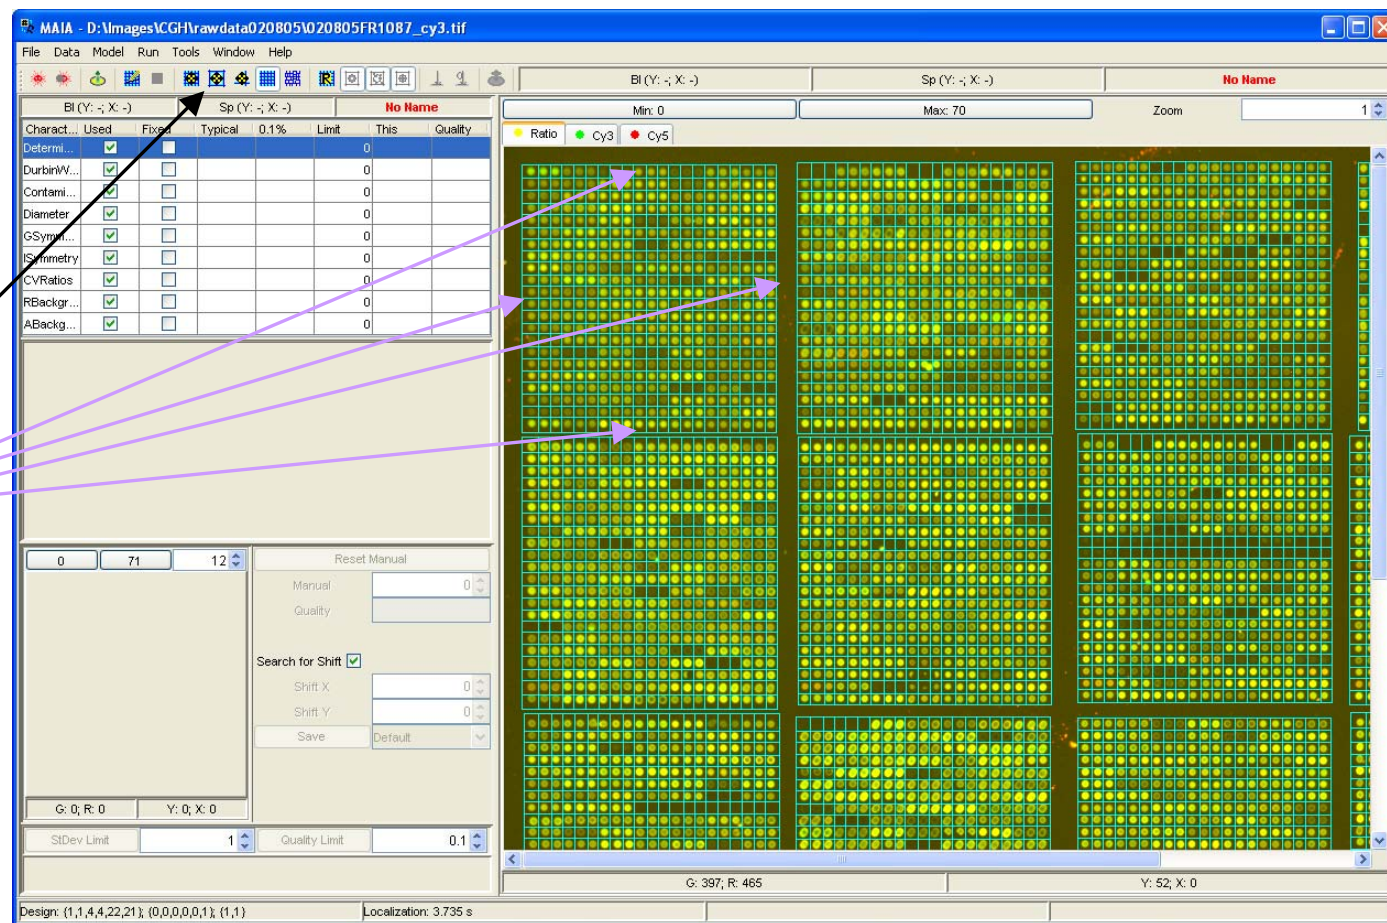 MAIA - D:\Images\CGH\rawdata020805\020805FR1087_cy3.tif
File Data Model Run Tools Window Help
Bl (Y: -; X: -) Sp (Y: -; X: -) No Name
Bl (Y: -; X: -) Sp (Y: -; X: -) No Name
Min: 0 Max: 70 Zoom 1
Charact... Used Fixed Typical 0.1% Limit This Quality
Ratio Cy3 Cy5
Determi... 0
DurbinW... 0
Contami... 0
Diameter 0
GSymm... 0
ISymmetry 0
CVRatios 0
RBackgr... 0
ABackg... 0
0 71 12 Reset Manual
Manual 0
Quality
Search for Shift
Shift X 0
Shift Y 0
Save Default
G: 0; R: 0 Y: 0; X: 0
StDev Limit 1 Quality Limit 0.1
G: 397; R: 465 Y: 52; X: 0
Design: {1,1,4,4,22,21}; {0,0,0,0,0,1}; {1,1} Localization: 3.735 s